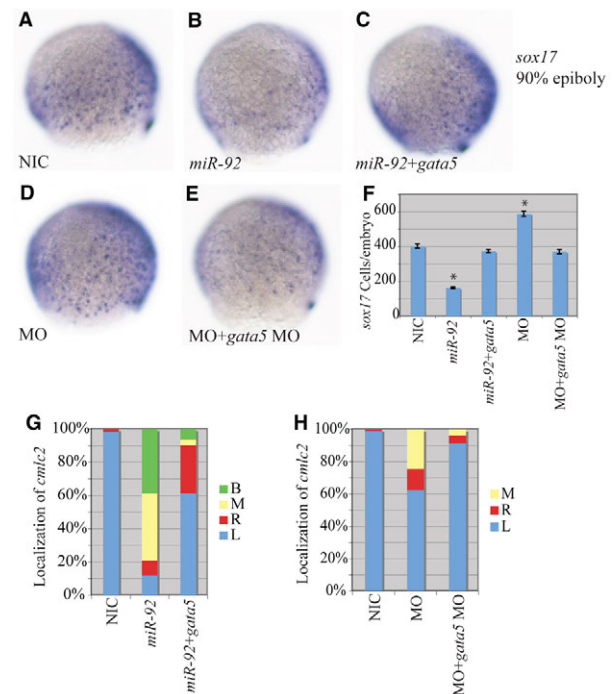 A
B
C
sox17
90% epiboly
NIC
miR-92
miR-92+gata5
D
E
F
MO
MO+gata5 MO
sox17 Cells/embryo
600
400
200
0
*
*
NIC
miR-92
miR-92+gata5
MO
MO+gata5 MO
G
Localization of cmlc2
100%
80%
60%
40%
20%
0%
B
M
R
L
NIC
miR-92
miR-92+gata5
H
Localization of cmlc2
100%
80%
60%
40%
20%
0%
M
R
L
NIC
MO
MO+gata5 MO